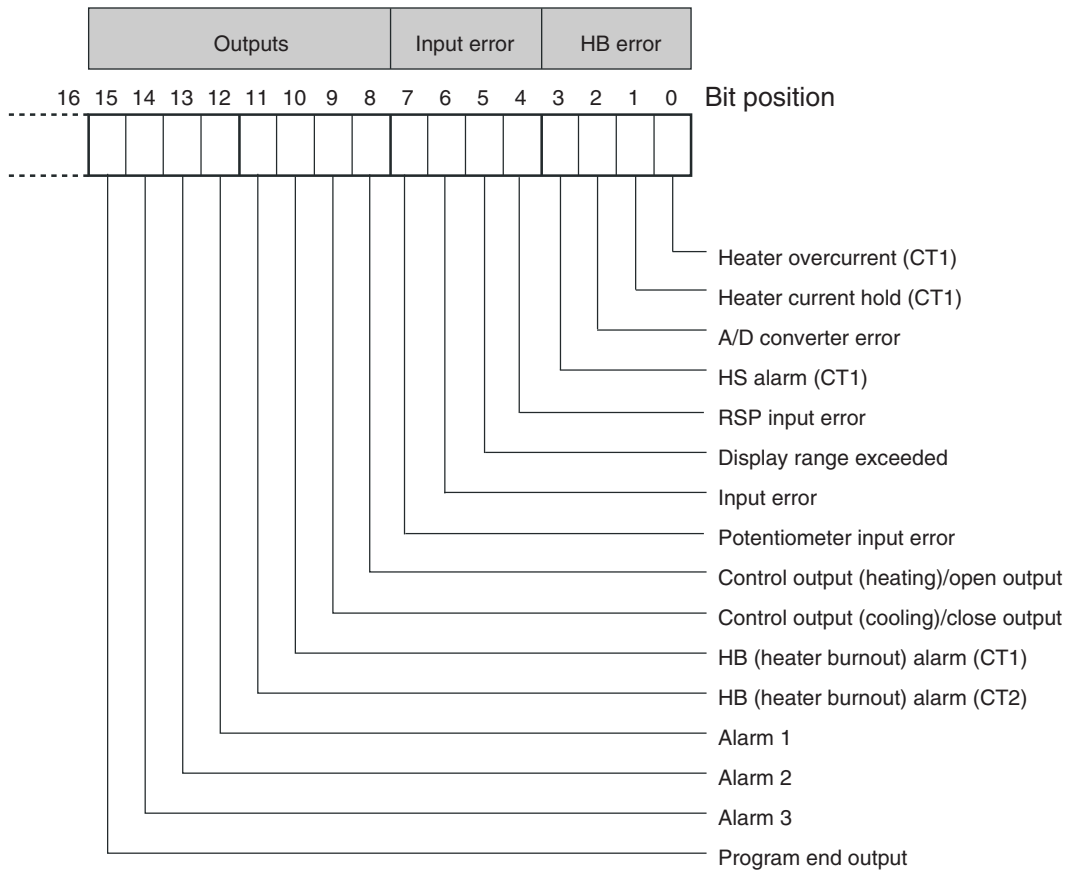 Outputs Input error HB error
16 15 14 13 12 11 10 9 8 7 6 5 4 3 2 1 0 Bit position
Heater overcurrent (CT1)
Heater current hold (CT1)
A/D converter error
HS alarm (CT1)
RSP input error
Display range exceeded
Input error
Potentiometer input error
Control output (heating)/open output
Control output (cooling)/close output
HB (heater burnout) alarm (CT1)
HB (heater burnout) alarm (CT2)
Alarm 1
Alarm 2
Alarm 3
Program end output